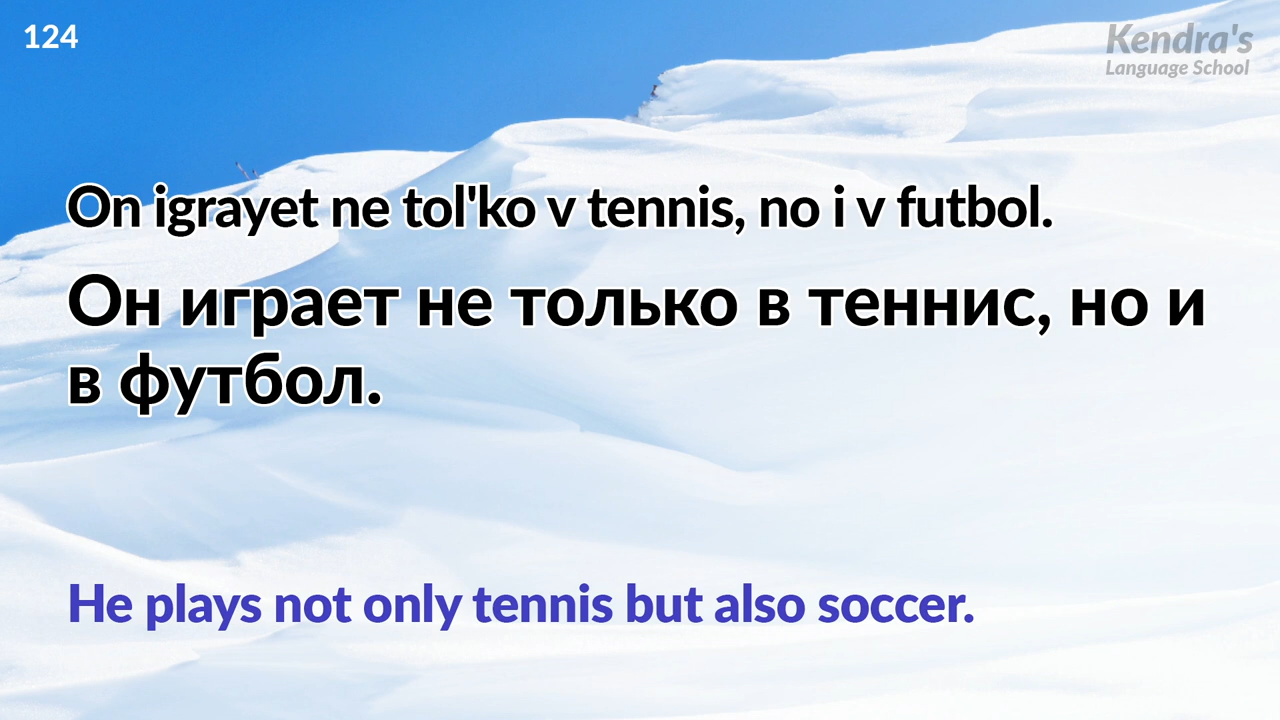 124
Kendra's
Language School
On igrayet ne tol'ko v tennis, no i v futbol.
Он играет не только в теннис, но и
в футбол.
He plays not only tennis but also soccer.